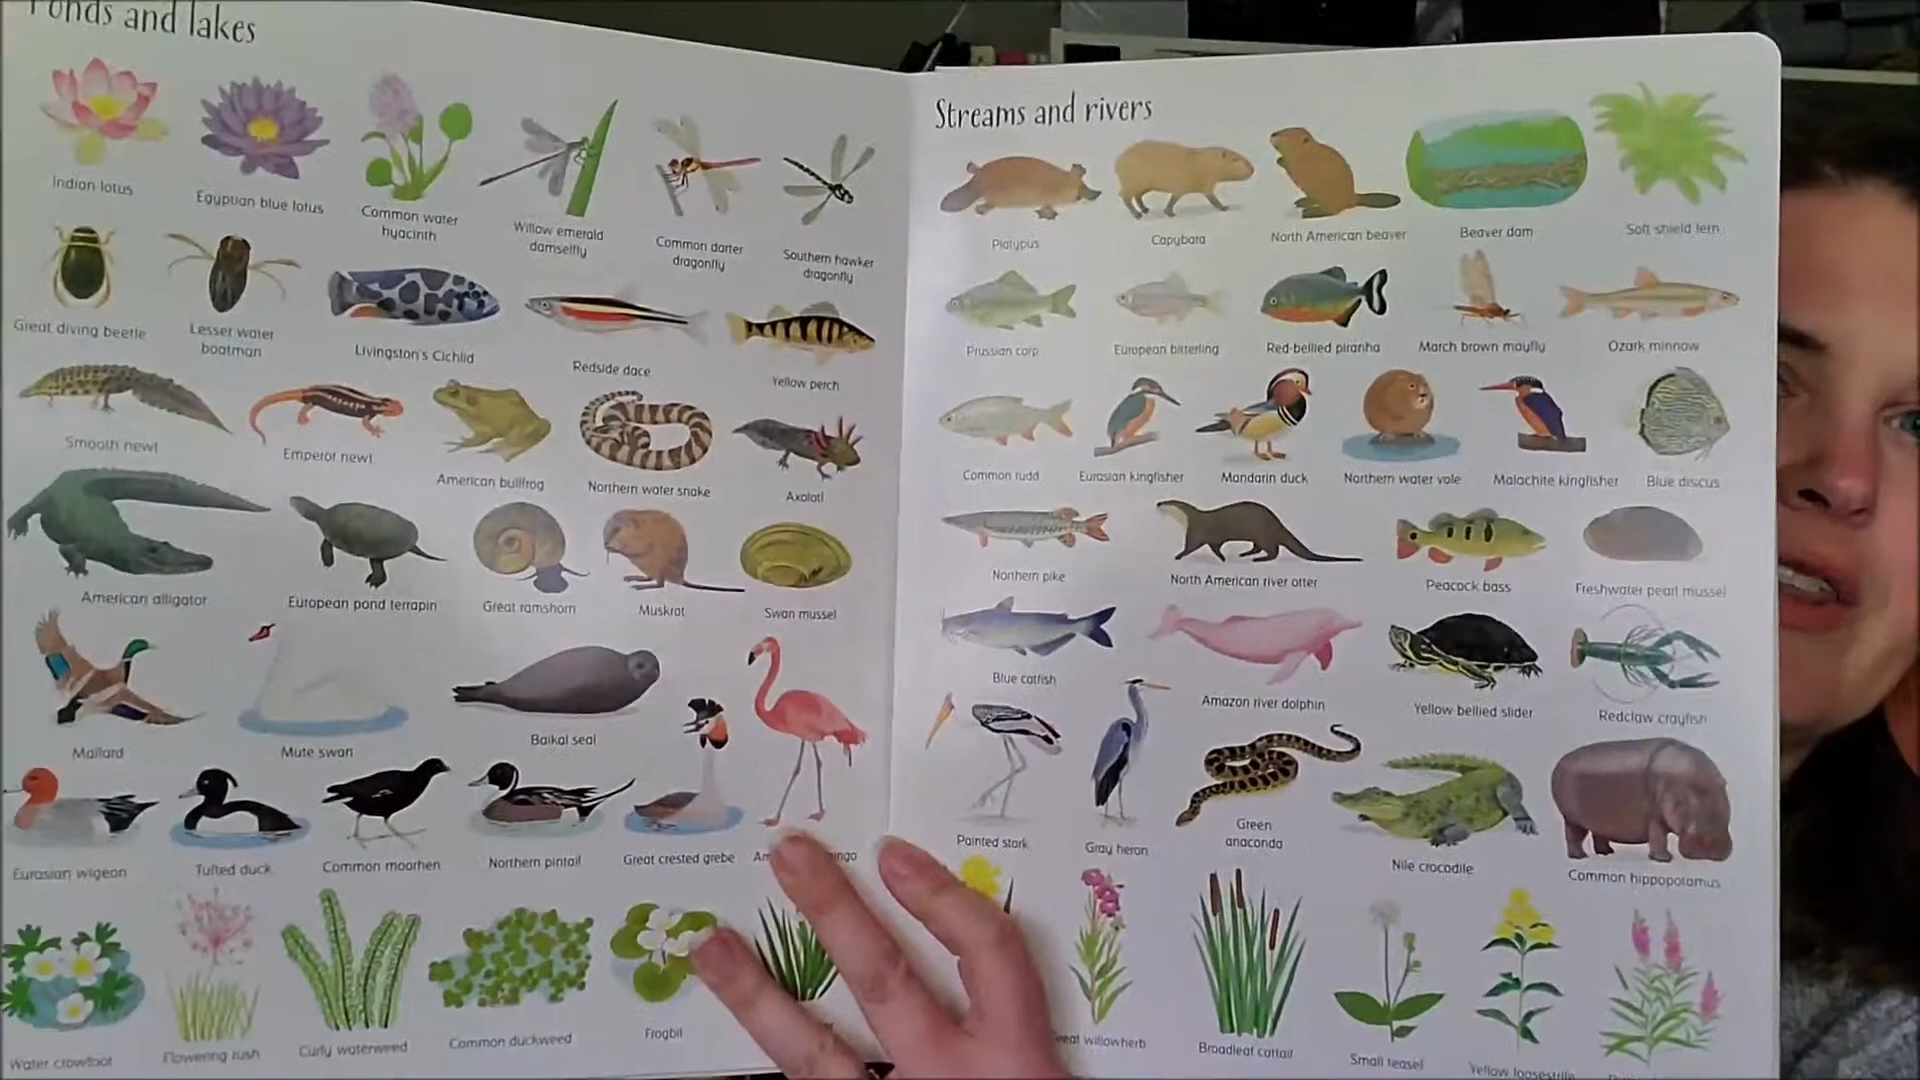 Ponds and lakes
Indian lotus
Egyptian blue lotus
Common water
hyacinth
Willow emerald
damselfly
Common darter
dragonfly
Southern hawker
dragonfly
Great diving beetle
Lesser water
boatman
Livingston's Cichlid
Redside dace
Yellow perch
Smooth newt
Emperor newt
American bullfrog
Northern water snake
Axolotl
American alligator
European pond terrapin
Great ramshorn
Muskrat
Swan mussel
Mallard
Mute swan
Baikal seal
Eurasian wigeon
Tufted duck
Common moorhen
Northern pintail
Great crested grebe
Water crowfoot
Flowering rush
Curly waterweed
Common duckweed
Frogbit
Streams and rivers
Platypus
Capybara
North American beaver
Beaver dam
Soft shield fern
Prussian carp
European bitterling
Red-bellied piranha
March brown mayfly
Ozark minnow
Common rudd
Eurasian kingfisher
Mandarin duck
Northern water vole
Malachite kingfisher
Blue discus
Northern pike
North American river otter
Peacock bass
Freshwater pearl mussel
Blue catfish
Amazon river dolphin
Yellow-bellied slider
Redclaw crayfish
Painted stork
Gray heron
Green
anaconda
Nile crocodile
Common hippopotamus
willowherb
Broadleaf cattail
Small teasel
Yellow loosestrife